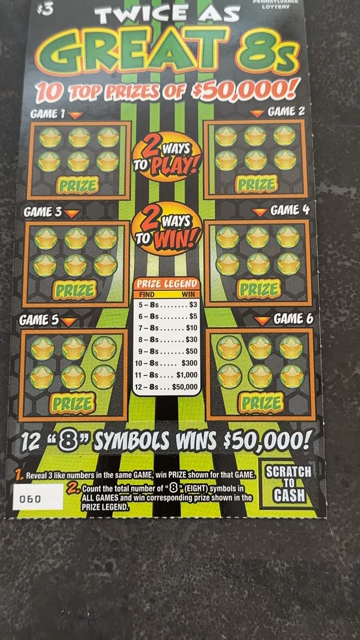 $3
TWICE AS
PENNSYLVANIA
LOTTERY
GREAT 8s
10 TOP PRIZES OF $50,000!
GAME 1
GAME 2
2 WAYS
TO PLAY!
PRIZE
PRIZE
GAME 3
GAME 4
2 WAYS
TO WIN!
PRIZE
PRIZE
PRIZE LEGEND
FIND WIN
5 – 8s .... $3
6 – 8s .... $5
7 – 8s .... $10
8 – 8s .... $30
9 – 8s .... $50
10 – 8s .... $300
11 – 8s .... $1,000
12 – 8s ... $50,000
GAME 5
GAME 6
PRIZE
PRIZE
12 "8" SYMBOLS WINS $50,000!
1. Reveal 3 like numbers in the same GAME, win PRIZE shown for that GAME.
2. Count the total number of "8" (EIGHT) symbols in
ALL GAMES and win corresponding prize shown in the
PRIZE LEGEND.
060
SCRATCH
TO
CASH